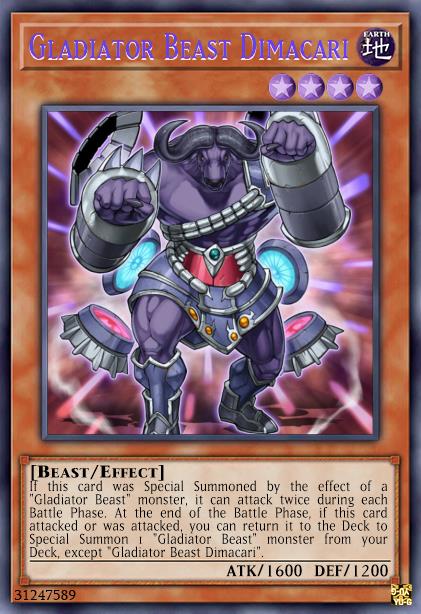 GLADIATOR BEAST DIMACARI
EARTH
地
[BEAST/EFFECT]
If this card was Special Summoned by the effect of a
"Gladiator Beast" monster, it can attack twice during each
Battle Phase. At the end of the Battle Phase, if this card
attacked or was attacked, you can return it to the Deck to
Special Summon 1 "Gladiator Beast" monster from your
Deck, except "Gladiator Beast Dimacari".
ATK/1600 DEF/1200
31247589